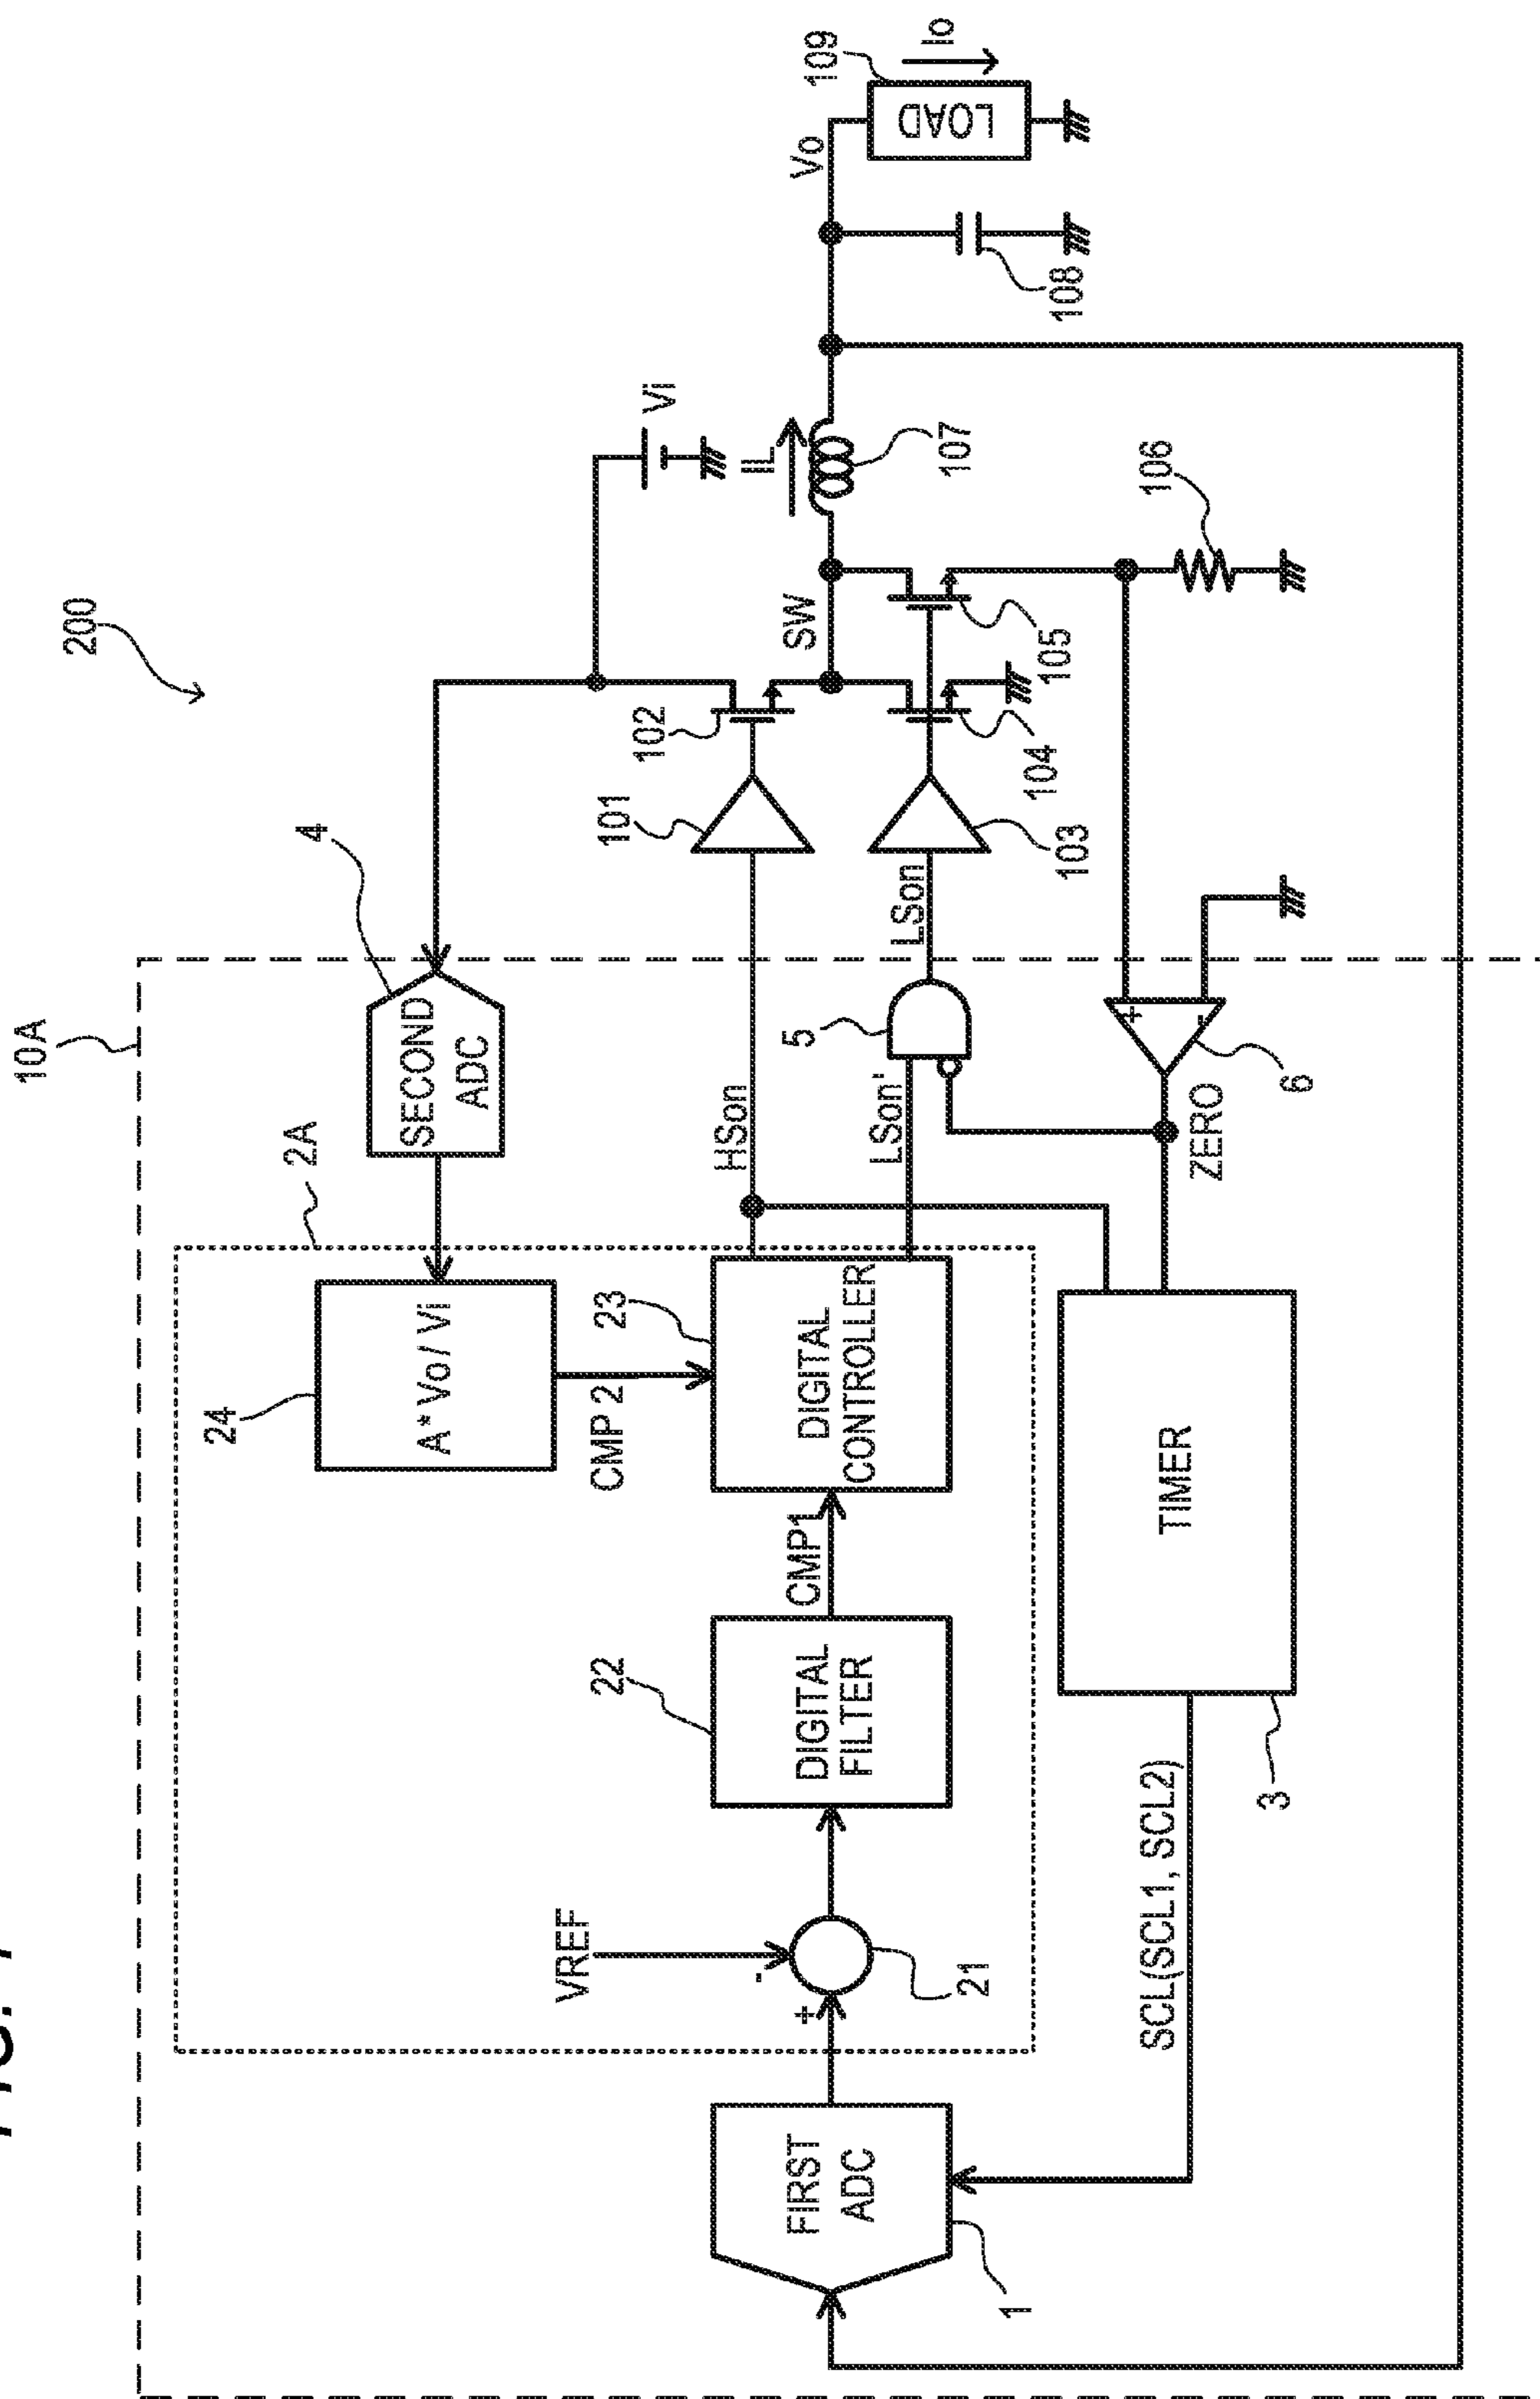 200
10A
4
SECOND
ADC
2A
24
A* Vo / Vi
CMP 2
23
DIGITAL
CONTROLLER
CMP1
22
DIGITAL
FILTER
VREF
-
+
21
FIRST
ADC
1
SCL(SCL1, SCL2)
TIMER
3
HSon
LSon'
5
LSon
ZERO
+
-
6
101
102
103
104
105
SW
106
107
IL
Vi
108
Vo
109
LOAD
Io